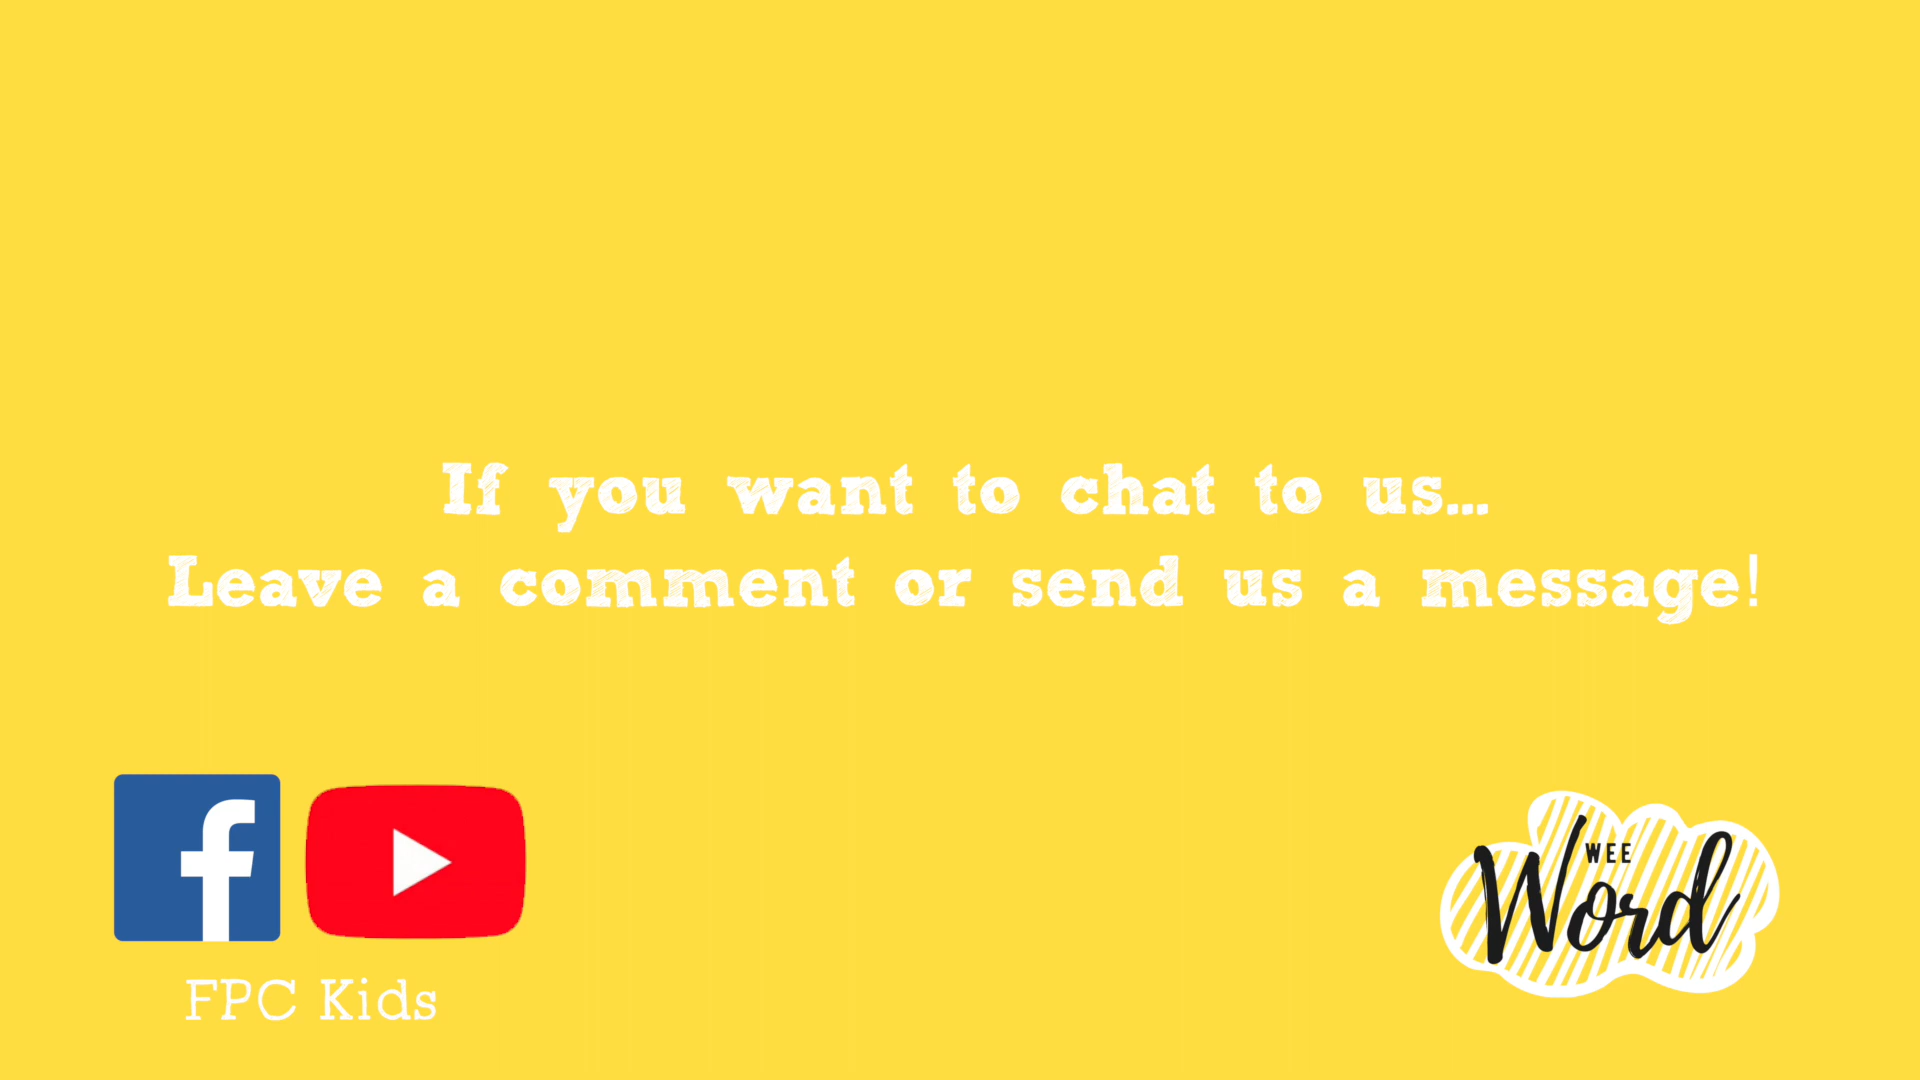 If you want to chat to us...
Leave a comment or send us a message!
FPC Kids
WEE
Word